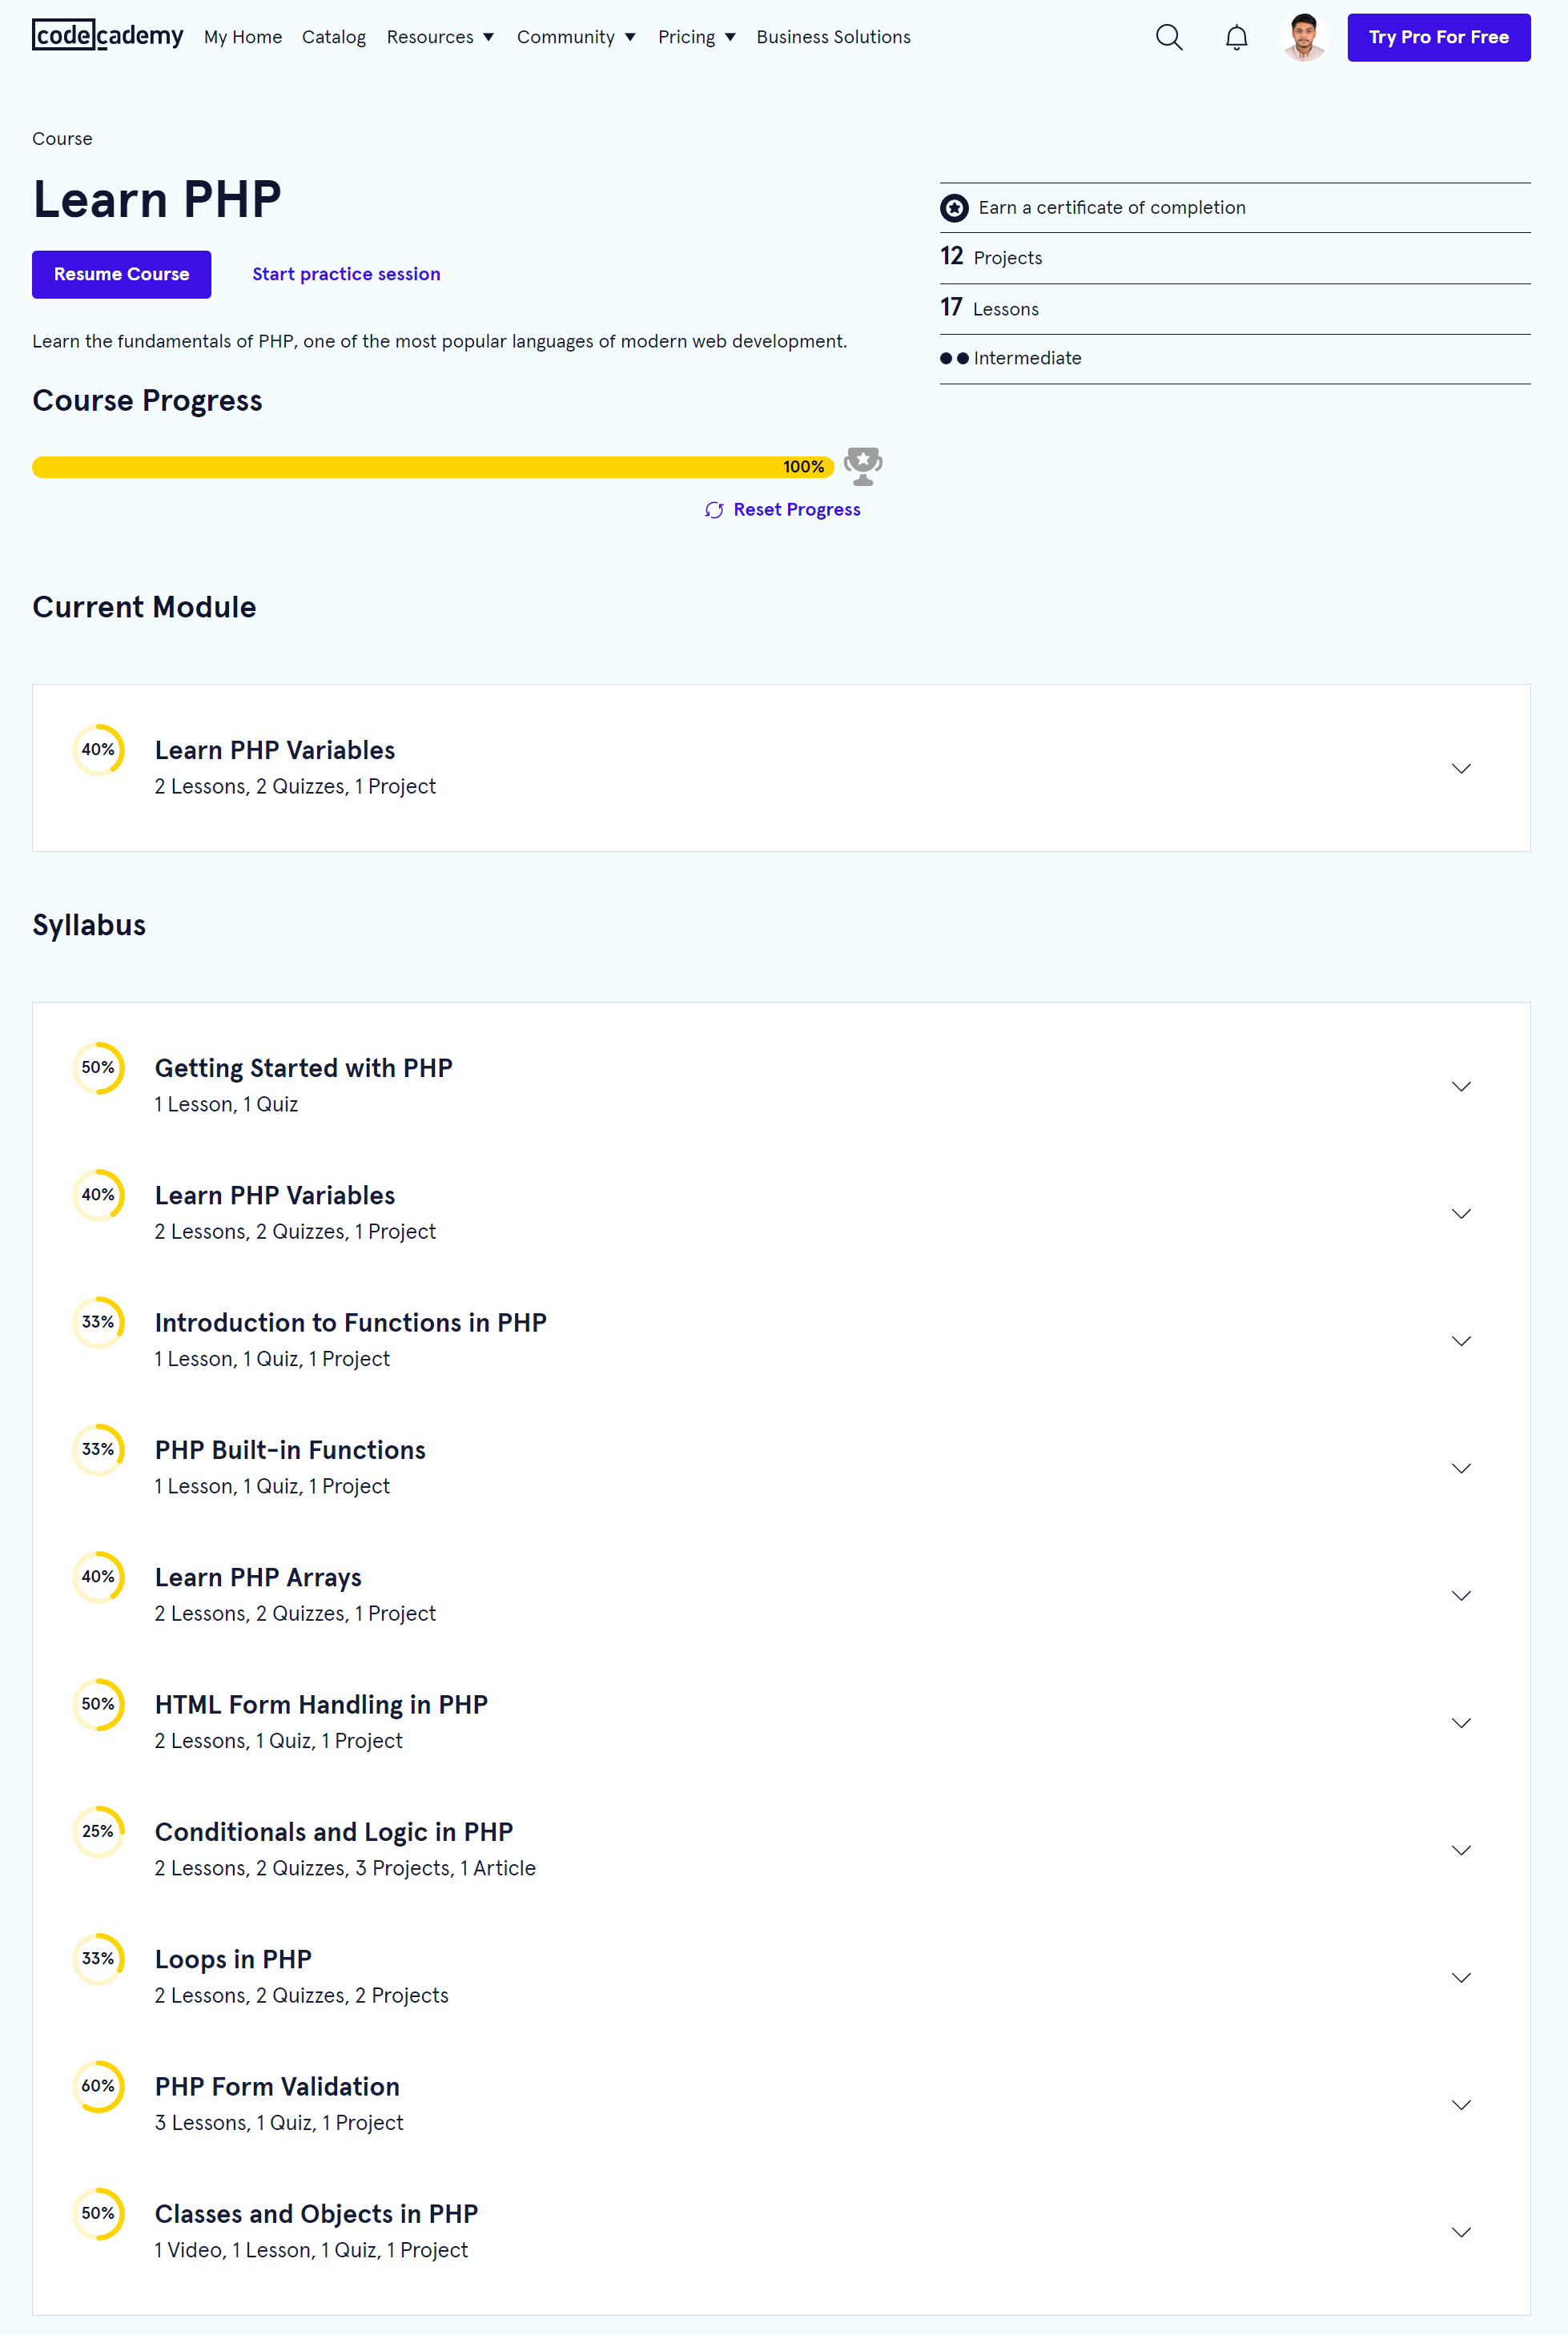 codecademy My Home Catalog Resources Community Pricing Business Solutions Try Pro For Free
Course
Learn PHP
Resume Course Start practice session
Learn the fundamentals of PHP, one of the most popular languages of modern web development.
Earn a certificate of completion
12 Projects
17 Lessons
Intermediate
Course Progress
100%
Reset Progress
Current Module
40% Learn PHP Variables
2 Lessons, 2 Quizzes, 1 Project
Syllabus
50% Getting Started with PHP
1 Lesson, 1 Quiz
40% Learn PHP Variables
2 Lessons, 2 Quizzes, 1 Project
33% Introduction to Functions in PHP
1 Lesson, 1 Quiz, 1 Project
33% PHP Built-in Functions
1 Lesson, 1 Quiz, 1 Project
40% Learn PHP Arrays
2 Lessons, 2 Quizzes, 1 Project
50% HTML Form Handling in PHP
2 Lessons, 1 Quiz, 1 Project
25% Conditionals and Logic in PHP
2 Lessons, 2 Quizzes, 3 Projects, 1 Article
33% Loops in PHP
2 Lessons, 2 Quizzes, 2 Projects
60% PHP Form Validation
3 Lessons, 1 Quiz, 1 Project
50% Classes and Objects in PHP
1 Video, 1 Lesson, 1 Quiz, 1 Project